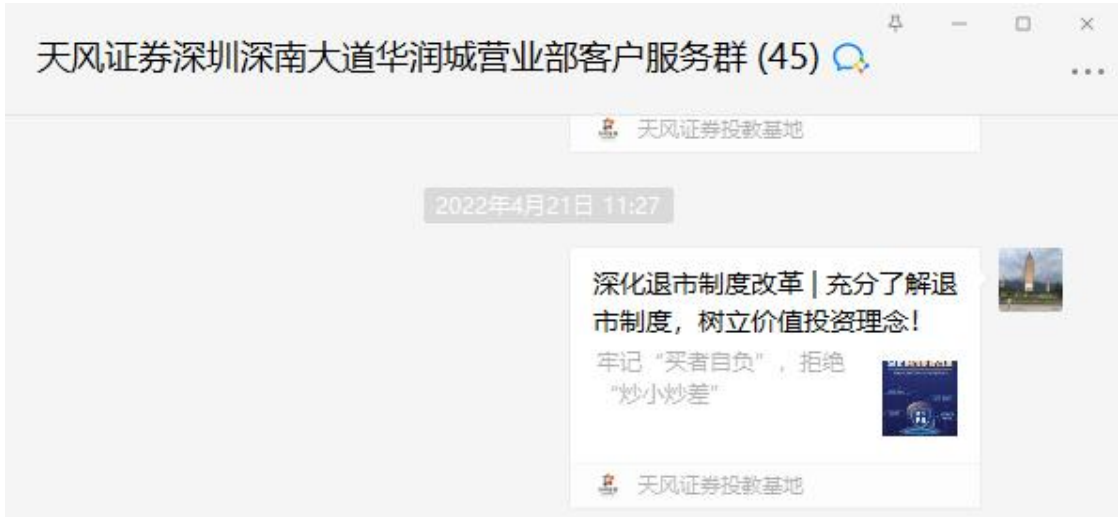 天风证券深圳深南大道华润城营业部客户服务群 (45)
天风证券投教基地
2022年4月21日 11:27
深化退市制度改革 | 充分了解退
市制度，树立价值投资理念！
牢记“买者自负”，拒绝
“炒小炒差”
天风证券投教基地